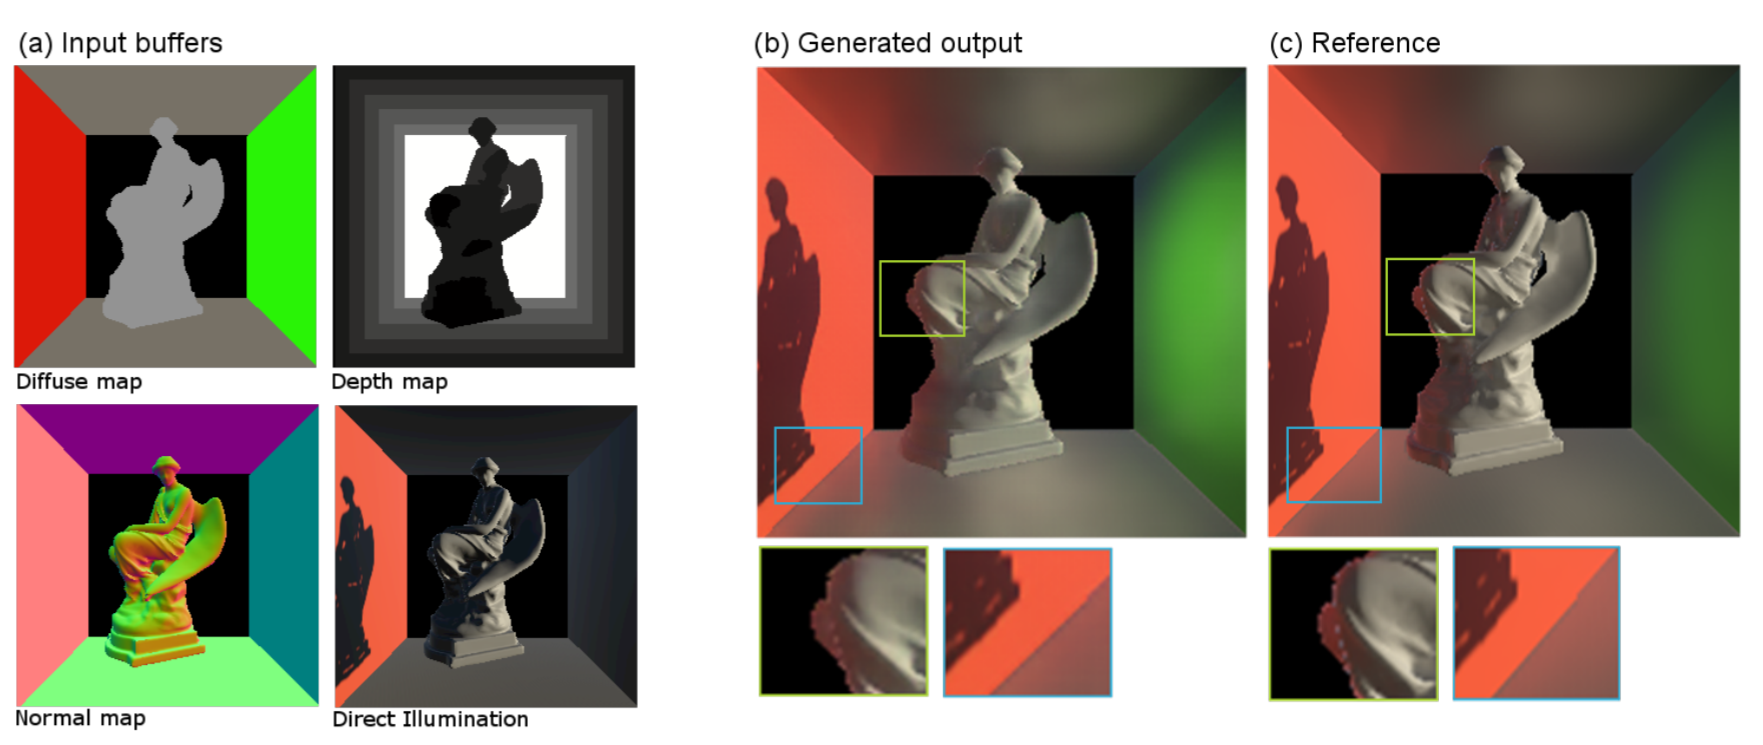 (a) Input buffers
Diffuse map
Depth map
Normal map
Direct Illumination
(b) Generated output
(c) Reference